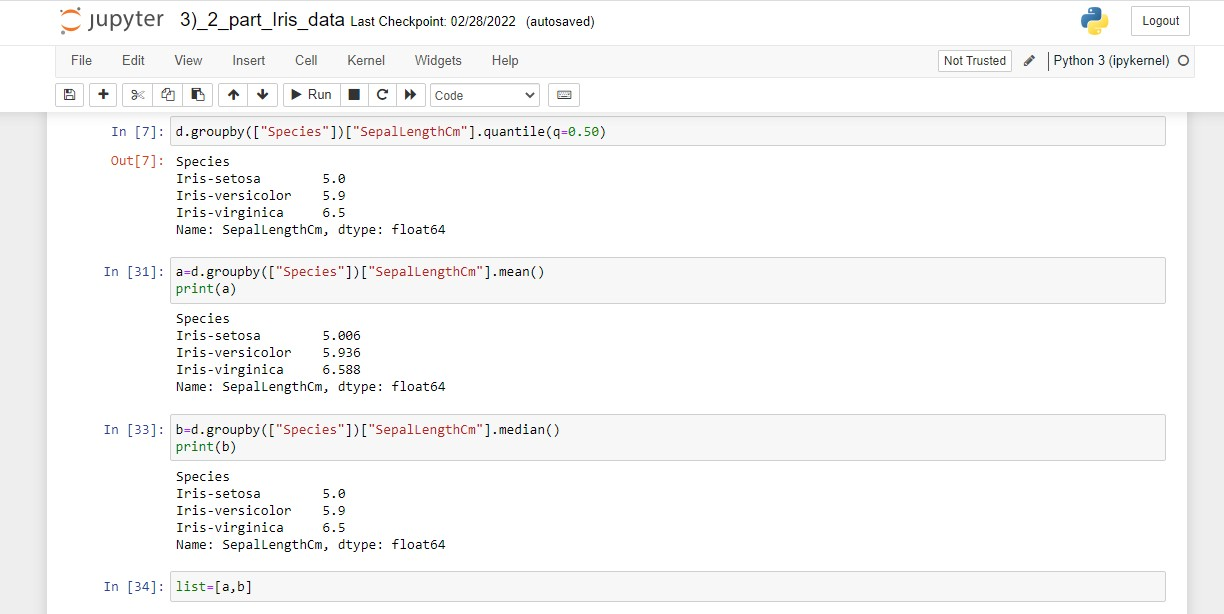 jupyter 3)_2_part_Iris_data Last Checkpoint: 02/28/2022 (autosaved) Logout
File Edit View Insert Cell Kernel Widgets Help Not Trusted Python 3 (ipykernel)
Run Code
In [7]: d.groupby(["Species"])["SepalLengthCm"].quantile(q=0.50)
Out[7]: Species
Iris-setosa 5.0
Iris-versicolor 5.9
Iris-virginica 6.5
Name: SepalLengthCm, dtype: float64
In [31]: a=d.groupby(["Species"])["SepalLengthCm"].mean()
print(a)
Species
Iris-setosa 5.006
Iris-versicolor 5.936
Iris-virginica 6.588
Name: SepalLengthCm, dtype: float64
In [33]: b=d.groupby(["Species"])["SepalLengthCm"].median()
print(b)
Species
Iris-setosa 5.0
Iris-versicolor 5.9
Iris-virginica 6.5
Name: SepalLengthCm, dtype: float64
In [34]: list=[a,b]